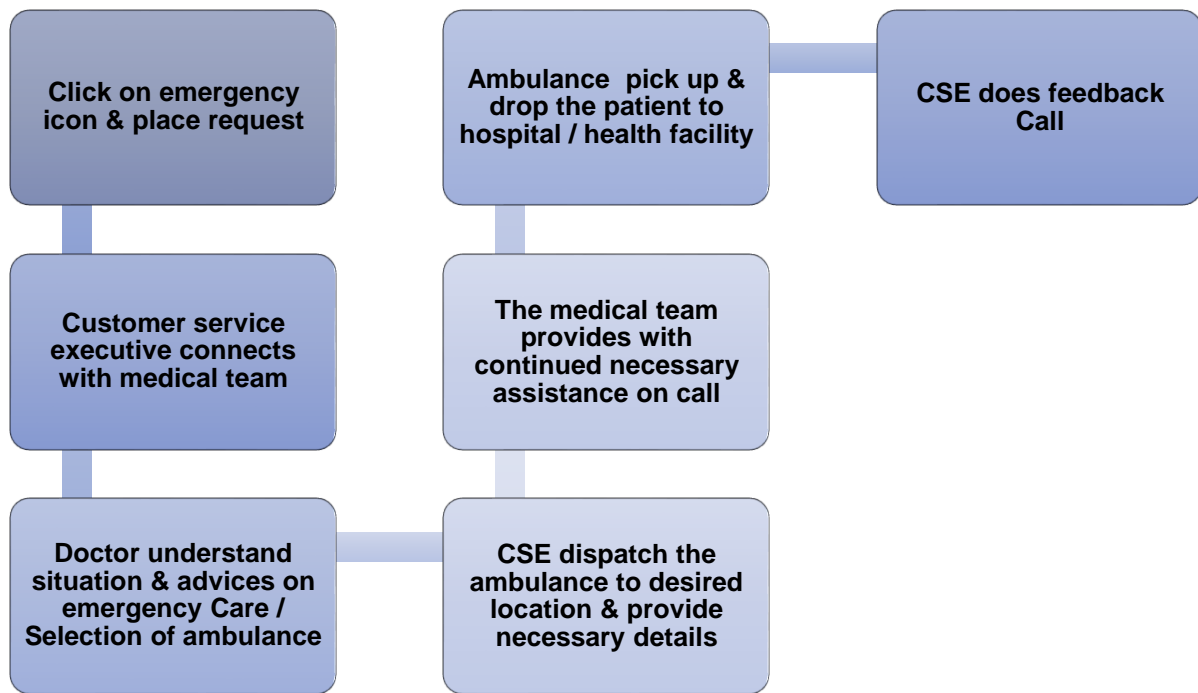 Click on emergency
icon & place request
Customer service
executive connects
with medical team
Doctor understand
situation & advices on
emergency Care /
Selection of ambulance
CSE dispatch the
ambulance to desired
location & provide
necessary details
The medical team
provides with
continued necessary
assistance on call
Ambulance  pick up &
drop the patient to
hospital / health facility
CSE does feedback
Call